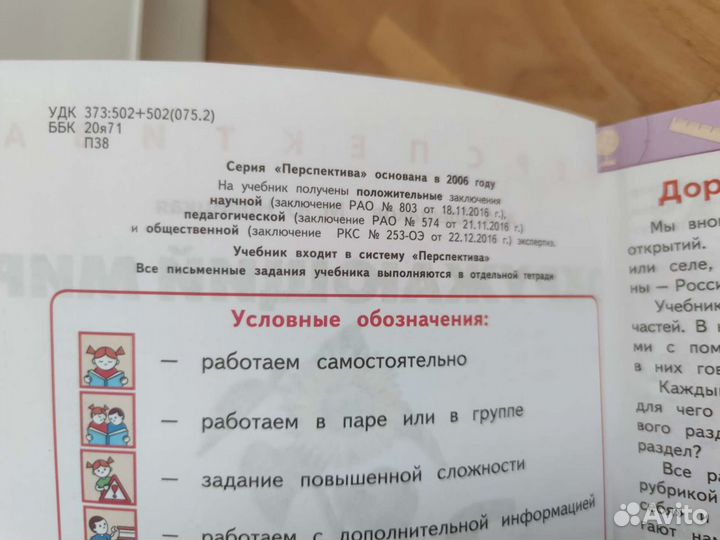 УДК 373:502+502(075.2)
ББК 20я71
П38
Серия «Перспектива» основана в 2006 году
На учебник получены положительные заключения
научной (заключение РАО № 803 от 18.11.2016 г.),
педагогической (заключение РАО № 574 от 21.11.2016 г.)
и общественной (заключение РКС № 253-ОЭ от 22.12.2016 г.) экспертиз.
Учебник входит в систему «Перспектива»
Все письменные задания учебника выполняются в отдельной тетради
Условные обозначения:
— работаем самостоятельно
— работаем в паре или в группе
— задание повышенной сложности
— работаем с дополнительной информацией
Дор
Мы вно
открытий.
или селе,
ны — Росси
Учебник
частей. В
ми с пом
в них гов
Кажды
для чего
вого разд
раздел?
Все ра
рубрикой
гают
Avito